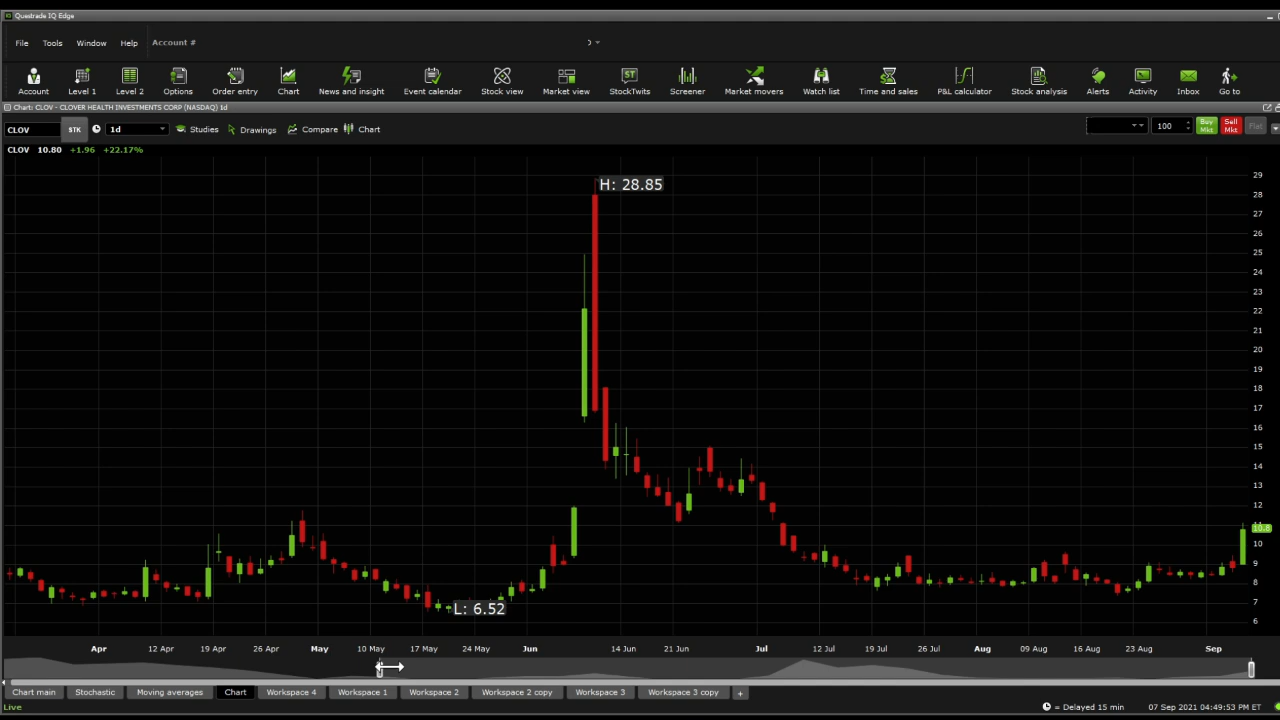 Questrade IQ Edge
File Tools Window Help Account #
Account Level 1 Level 2 Options Order entry Chart News and insight Event calendar Stock view Market view StockTwits Screener Market movers Watch list Time and sales P&L calculator Stock analysis Alerts Activity Inbox Go to
Chart: CLOV - CLOVER HEALTH INVESTMENTS CORP (NASDAQ) 1d
CLOV STK 1d Studies Drawings Compare Chart 100 Buy Mkt Sell Mkt Flat
CLOV 10.80 +1.96 +22.17%
29
H: 28.85
28
27
26
25
24
23
22
21
20
19
18
17
16
15
14
13
12
10.8
10
9
8
7
L: 6.52
6
Apr 12 Apr 19 Apr 26 Apr May 10 May 17 May 24 May Jun 14 Jun 21 Jun Jul 12 Jul 19 Jul 26 Jul Aug 09 Aug 16 Aug 23 Aug Sep
Chart main Stochastic Moving averages Chart Workspace 4 Workspace 1 Workspace 2 Workspace 2 copy Workspace 3 Workspace 3 copy +
Live = Delayed 15 min 07 Sep 2021 04:49:53 PM ET